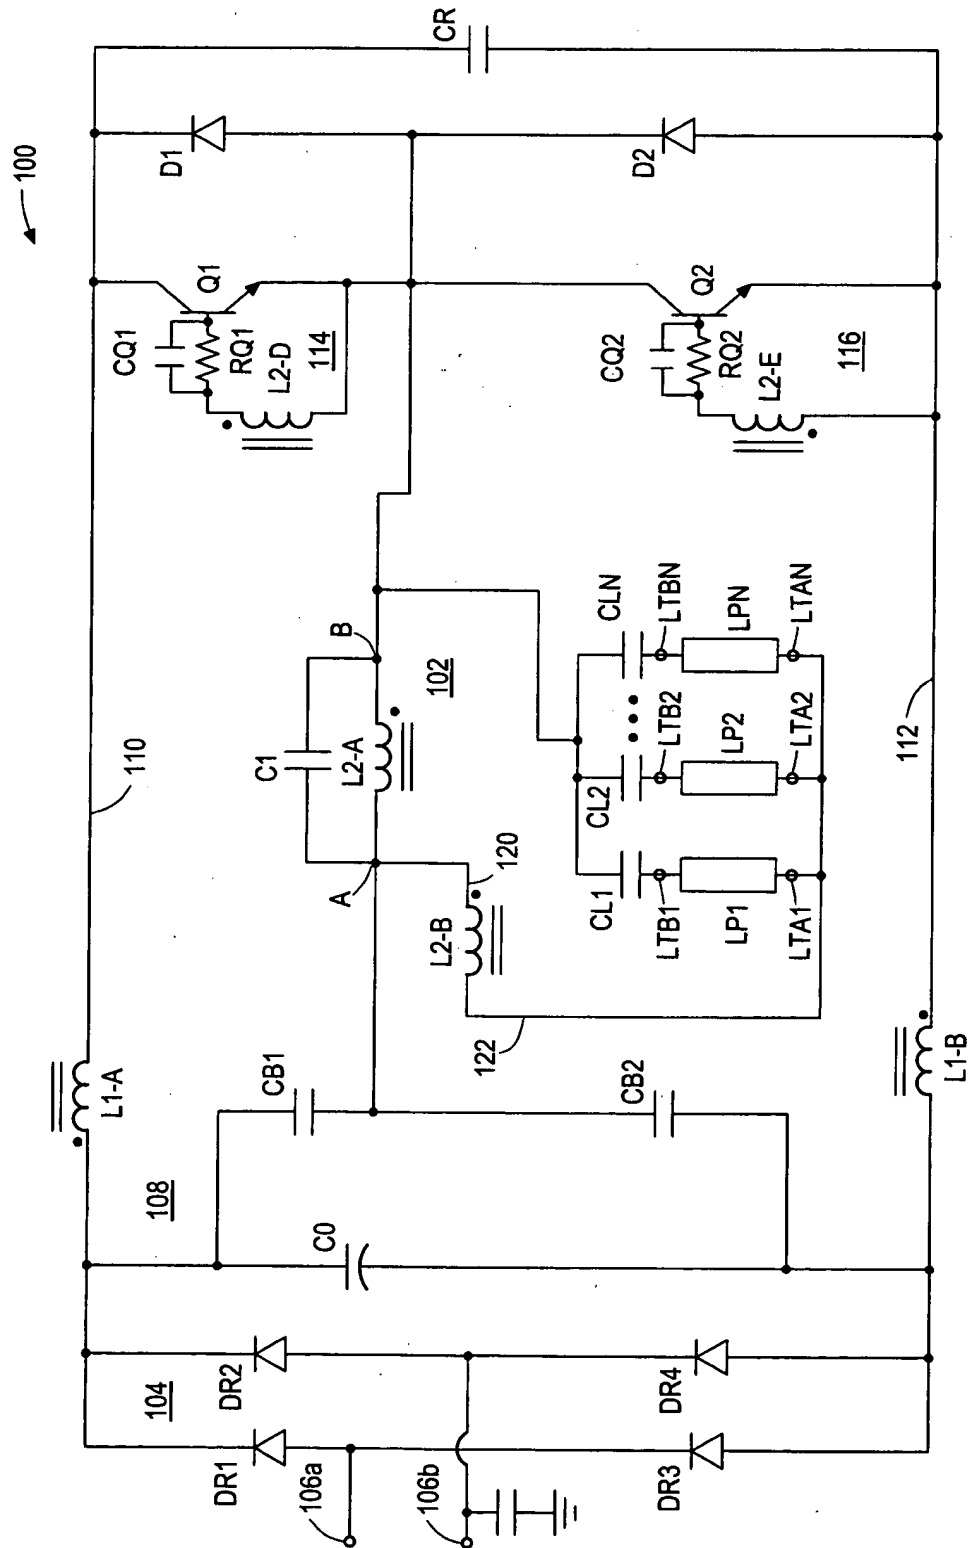 100
CR
D1
D2
Q1
CQ1
RQ1
L2-D
114
Q2
CQ2
RQ2
L2-E
116
110
B
102
C1
L2-A
A
120
L2-B
122
CLN
LTBN
LPN
LTAN
CL2
LTB2
LP2
LTA2
CL1
LTB1
LP1
LTA1
112
L1-A
L1-B
CB1
CB2
108
C0
104
DR2
DR4
DR1
DR3
106a
106b